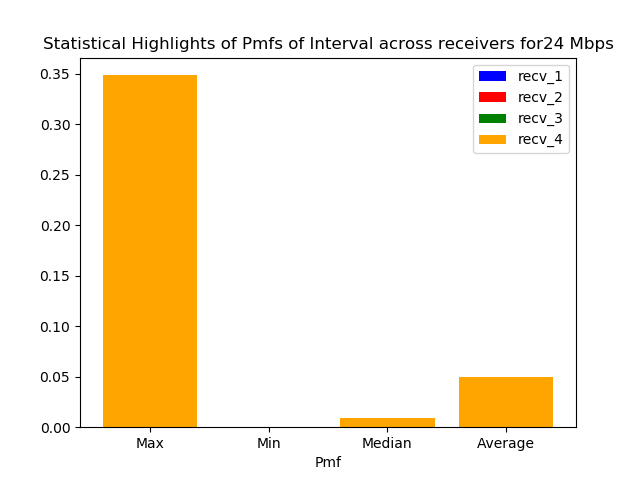 Statistical Highlights of Pmfs of Interval across receivers for24 Mbps
recv_1
recv_2
recv_3
recv_4
0.35
0.30
0.25
0.20
0.15
0.10
0.05
0.00
Max Min Median Average
Pmf